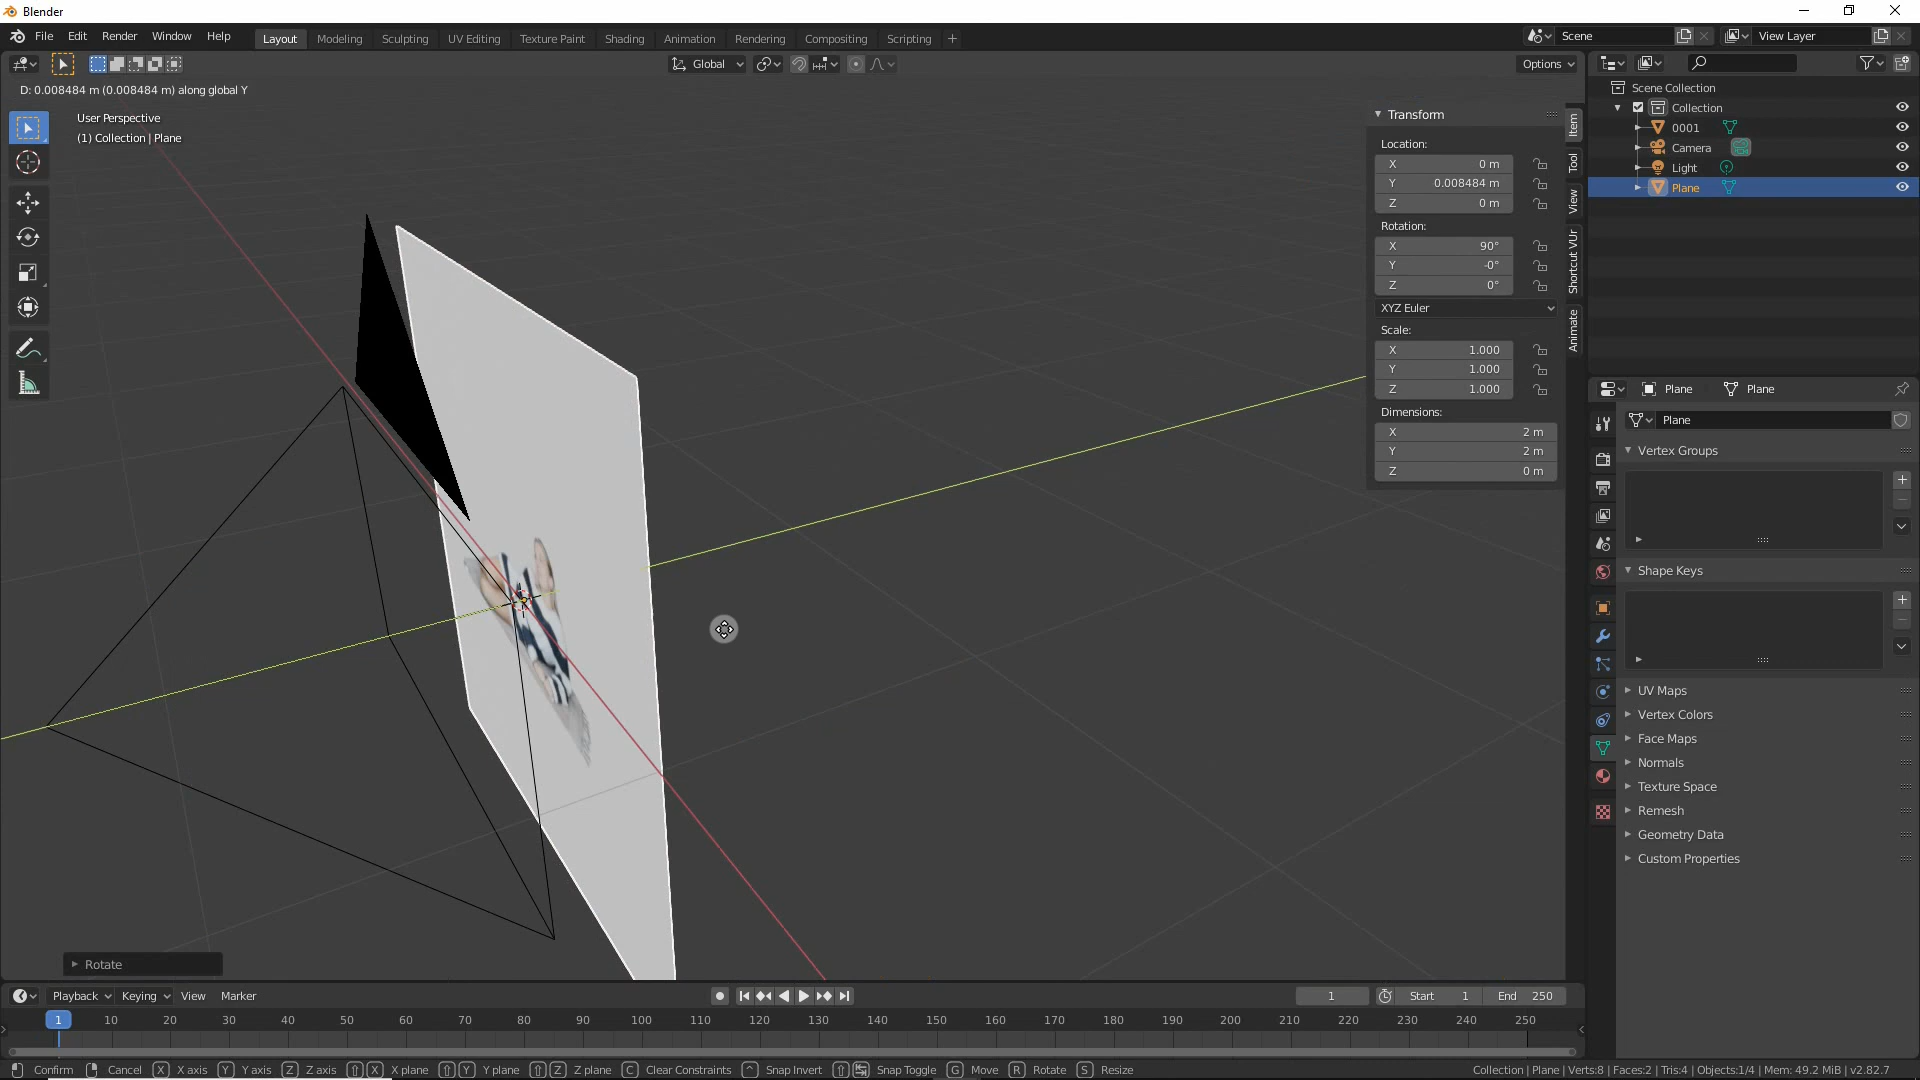 Blender
File Edit Render Window Help
Layout Modeling Sculpting UV Editing Texture Paint Shading Animation Rendering Compositing Scripting +
Scene
View Layer
Global
Options
D: 0.008484 m (0.008484 m) along global Y
User Perspective
(1) Collection | Plane
Transform
Location:
X 0 m
Y 0.008484 m
Z 0 m
Rotation:
X 90°
Y -0°
Z 0°
XYZ Euler
Scale:
X 1.000
Y 1.000
Z 1.000
Dimensions:
X 2 m
Y 2 m
Z 0 m
Item
Tool
View
Shortcut VUr
Animate
Scene Collection
Collection
0001
Camera
Light
Plane
Plane Plane
Plane
Vertex Groups
Shape Keys
UV Maps
Vertex Colors
Face Maps
Normals
Texture Space
Remesh
Geometry Data
Custom Properties
Rotate
Playback Keying View Marker
1 Start 1 End 250
1 10 20 30 40 50 60 70 80 90 100 110 120 130 140 150 160 170 180 190 200 210 220 230 240 250
Confirm Cancel X X axis Y Y axis Z Z axis X X plane Y Y plane Z Z plane C Clear Constraints Snap Invert Snap Toggle G Move R Rotate S Resize
Collection | Plane | Verts:8 | Faces:2 | Tris:4 | Objects:1/4 | Mem: 49.2 MiB | v2.82.7